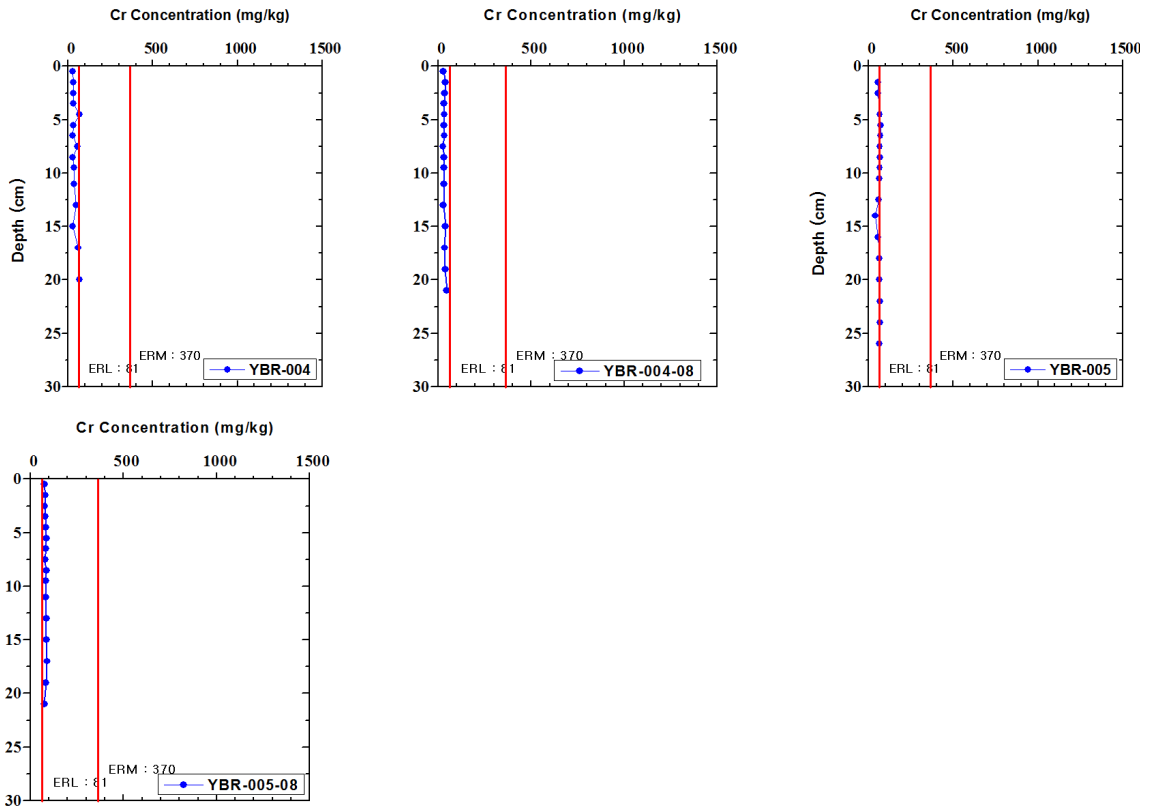 Cr Concentration (mg/kg)
0 500 1000 1500
0
5
10
15
20
25
30
Depth (cm)
ERM : 370
ERL : 81
YBR-004
Cr Concentration (mg/kg)
0 500 1000 1500
0
5
10
15
20
25
30
ERM : 370
ERL : 81
YBR-004-08
Cr Concentration (mg/kg)
0 500 1000 1500
0
5
10
15
20
25
30
Depth (cm)
ERM : 370
ERL : 81
YBR-005
Cr Concentration (mg/kg)
0 500 1000 1500
0
5
10
15
20
25
30
ERM : 370
ERL : 81
YBR-005-08